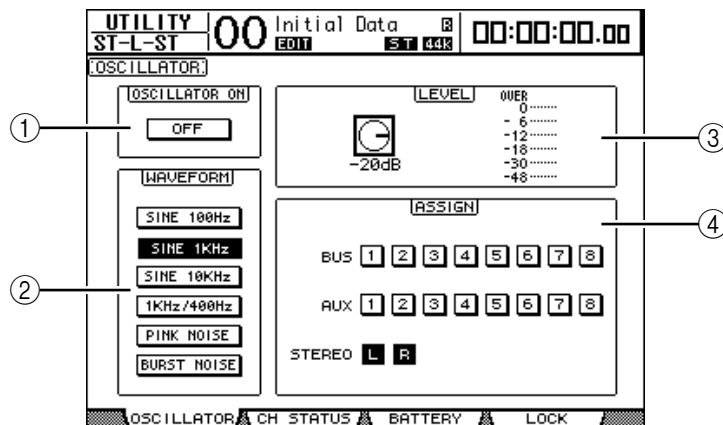 UTILITY
ST-L-ST
00
Initial Data R
EDIT ST 44K
00:00:00.00
OSCILLATOR
OSCILLATOR ON
OFF
①
WAVEFORM
SINE 100Hz
SINE 1KHz
SINE 10KHz
1KHz/400Hz
PINK NOISE
BURST NOISE
②
LEVEL
-20dB
OVER
0
- 6
-12
-18
-30
-48
③
ASSIGN
④
BUS 1 2 3 4 5 6 7 8
AUX 1 2 3 4 5 6 7 8
STEREO L R
OSCILLATOR CH STATUS BATTERY LOCK